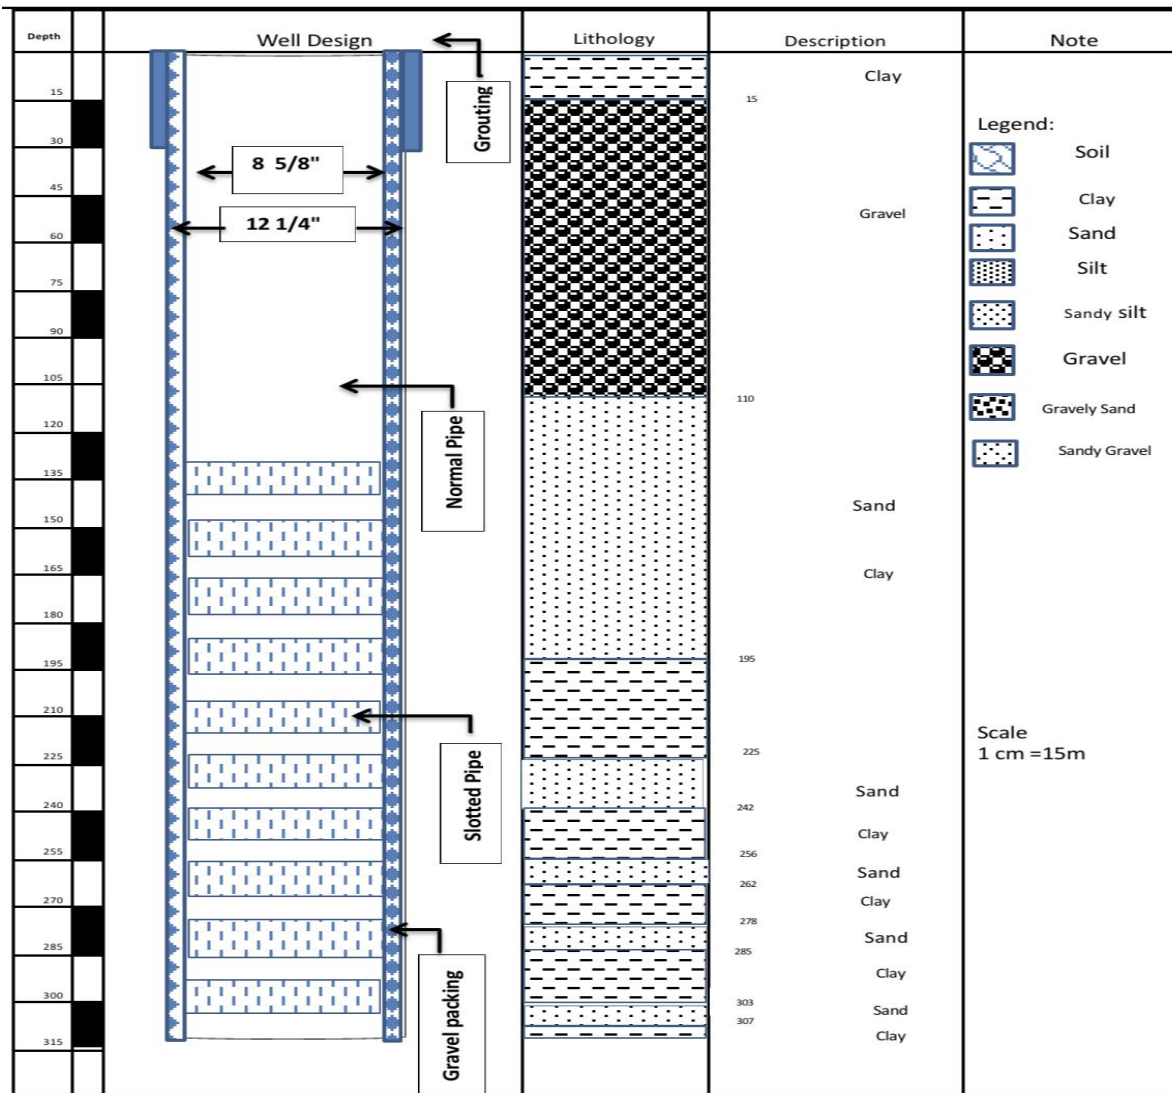 Depth
Well Design
Lithology
Description
Note
15
30
45
60
75
90
105
120
135
150
165
180
195
210
225
240
255
270
285
300
315
Grouting
8 5/8"
12 1/4"
Normal Pipe
Slotted Pipe
Gravel packing
Clay
15
Gravel
110
Sand
Clay
195
225
Sand
242
Clay
256
Sand
262
Clay
278
Sand
285
Clay
303
Sand
307
Clay
Legend:
Soil
Clay
Sand
Silt
Sandy silt
Gravel
Gravely Sand
Sandy Gravel
Scale
1 cm =15m